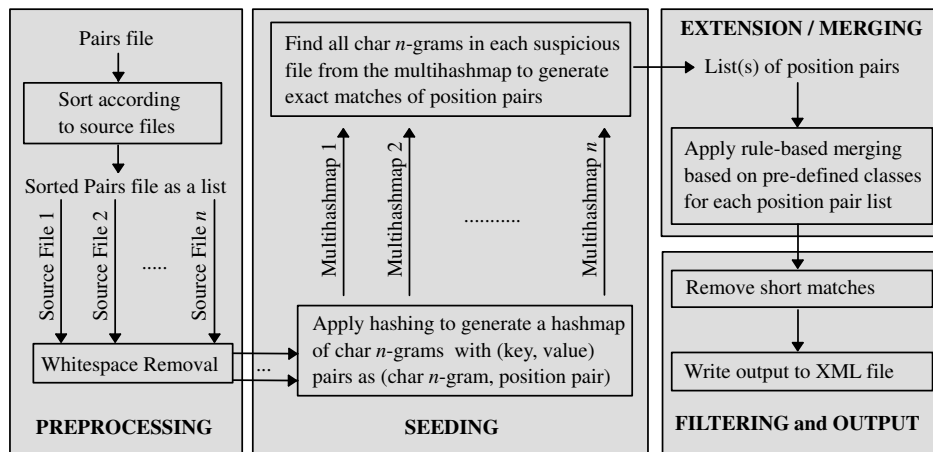 Pairs file
Sort according
to source files
Sorted Pairs file as a list
Source File 1
Source File 2
.....
Source File n
Whitespace Removal
PREPROCESSING
Find all char n-grams in each suspicious
file from the multihashmap to generate
exact matches of position pairs
Multihashmap 1
Multihashmap 2
...........
Multihashmap n
...
Apply hashing to generate a hashmap
of char n-grams with (key, value)
pairs as (char n-gram, position pair)
SEEDING
EXTENSION / MERGING
List(s) of position pairs
Apply rule-based merging
based on pre-defined classes
for each position pair list
Remove short matches
Write output to XML file
FILTERING and OUTPUT